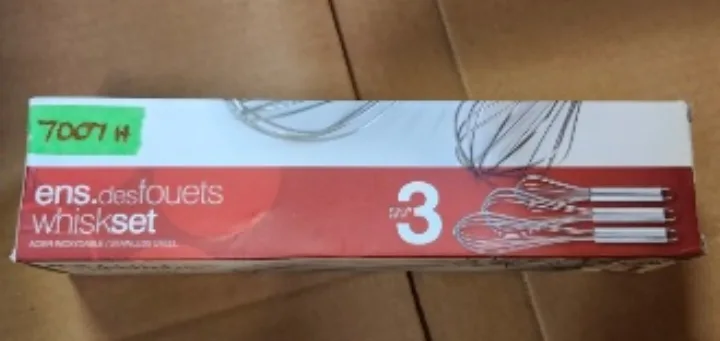 7007 H
ens.desfouets
whiskset
ACIER INOXYDABLE / STAINLESS STEEL
3